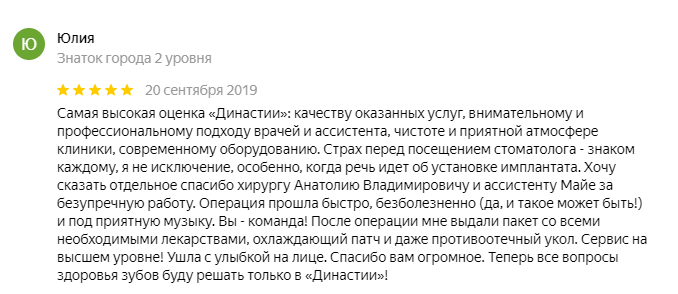 Ю
Юлия
Знаток города 2 уровня
20 сентября 2019
Самая высокая оценка «Династии»: качеству оказанных услуг, внимательному и
профессиональному подходу врачей и ассистента, чистоте и приятной атмосфере
клиники, современному оборудованию. Страх перед посещением стоматолога - знаком
каждому, я не исключение, особенно, когда речь идет об установке имплантата. Хочу
сказать отдельное спасибо хирургу Анатолию Владимировичу и ассистенту Майе за
безупречную работу. Операция прошла быстро, безболезненно (да, и такое может быть!)
и под приятную музыку. Вы - команда! После операции мне выдали пакет со всеми
необходимыми лекарствами, охлаждающий патч и даже противоотечный укол. Сервис на
высшем уровне! Ушла с улыбкой на лице. Спасибо вам огромное. Теперь все вопросы
здоровья зубов буду решать только в «Династии»!